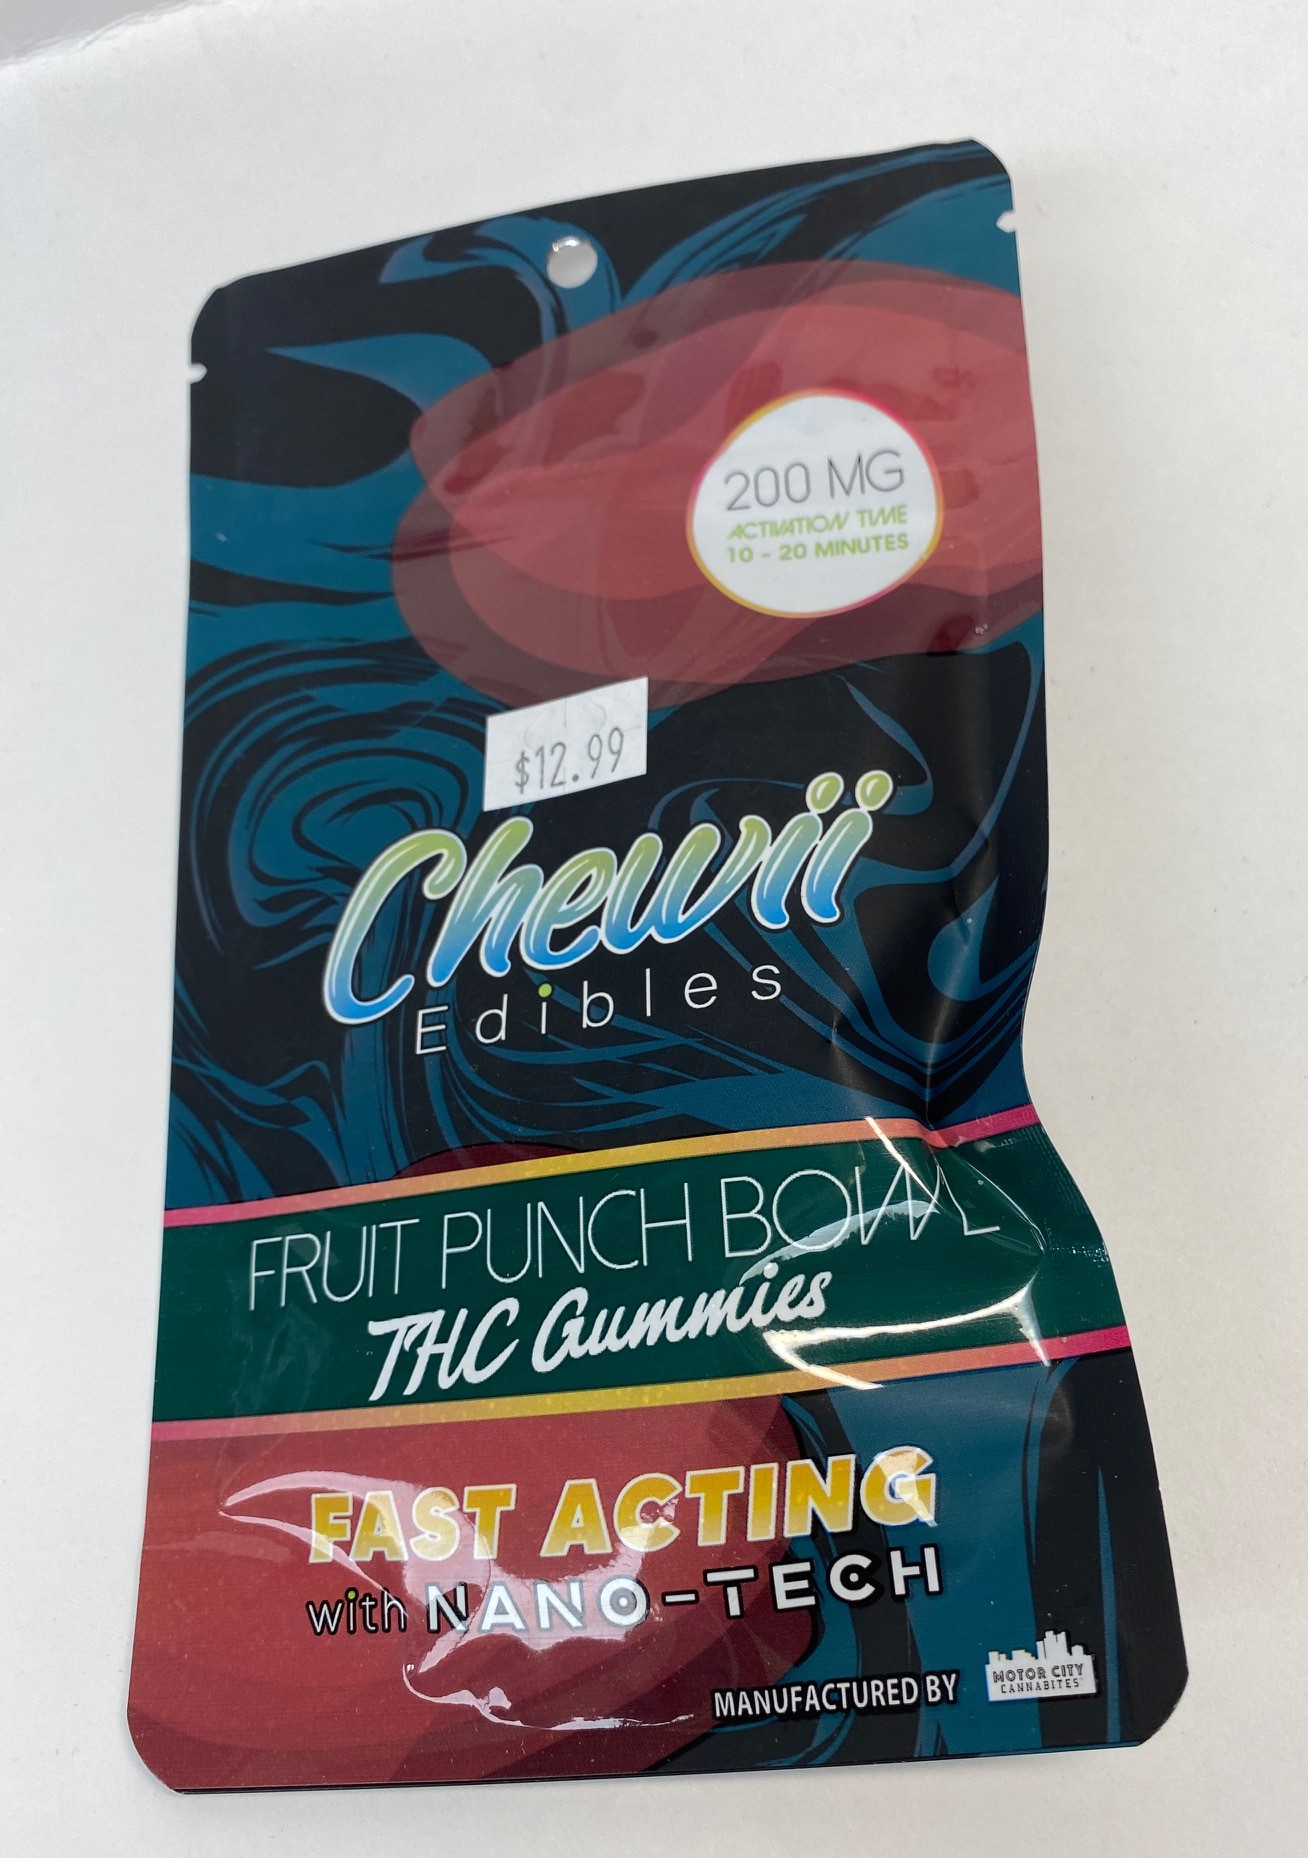 200 MG
ACTIVATION TIME
10 - 20 MINUTES
$12.99
Chewii
Edibles
FRUIT PUNCH BOWL
THC Gummies
FAST ACTING
with NANO-TECH
MANUFACTURED BY
MOTOR CITY
CANNABITES